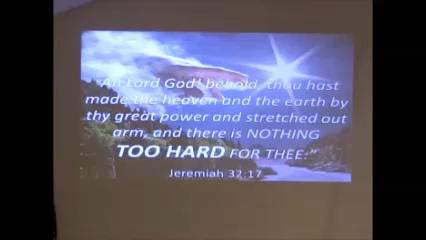 "Ah Lord God! behold, thou hast
made the heaven and the earth by
thy great power and stretched out
arm, and there is NOTHING
TOO HARD FOR THEE:"
Jeremiah 32:17